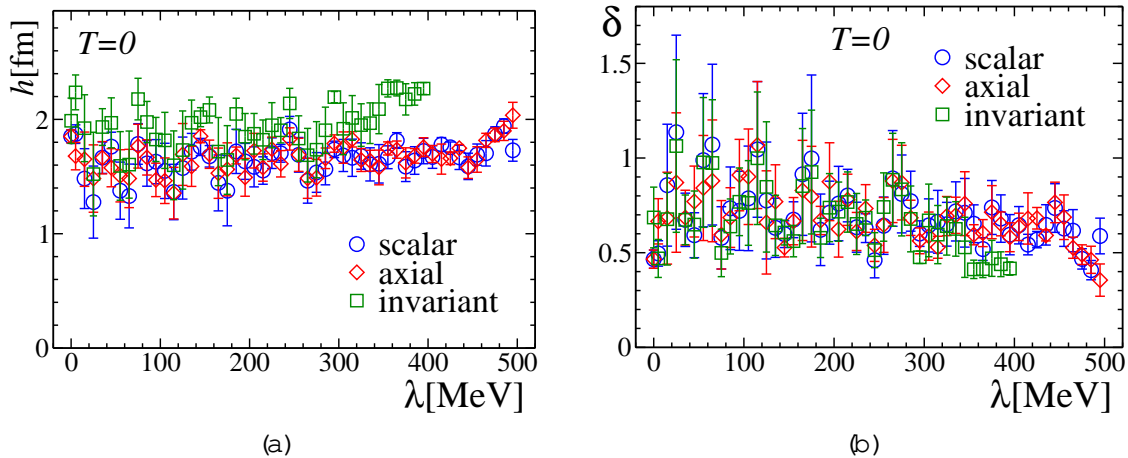 h[fm]
T=0
2
1
0
0 100 200 300 400 500
λ[MeV]
scalar
axial
invariant
(a)
δ
T=0
1.5
1
0.5
0
0 100 200 300 400 500
λ[MeV]
scalar
axial
invariant
(b)